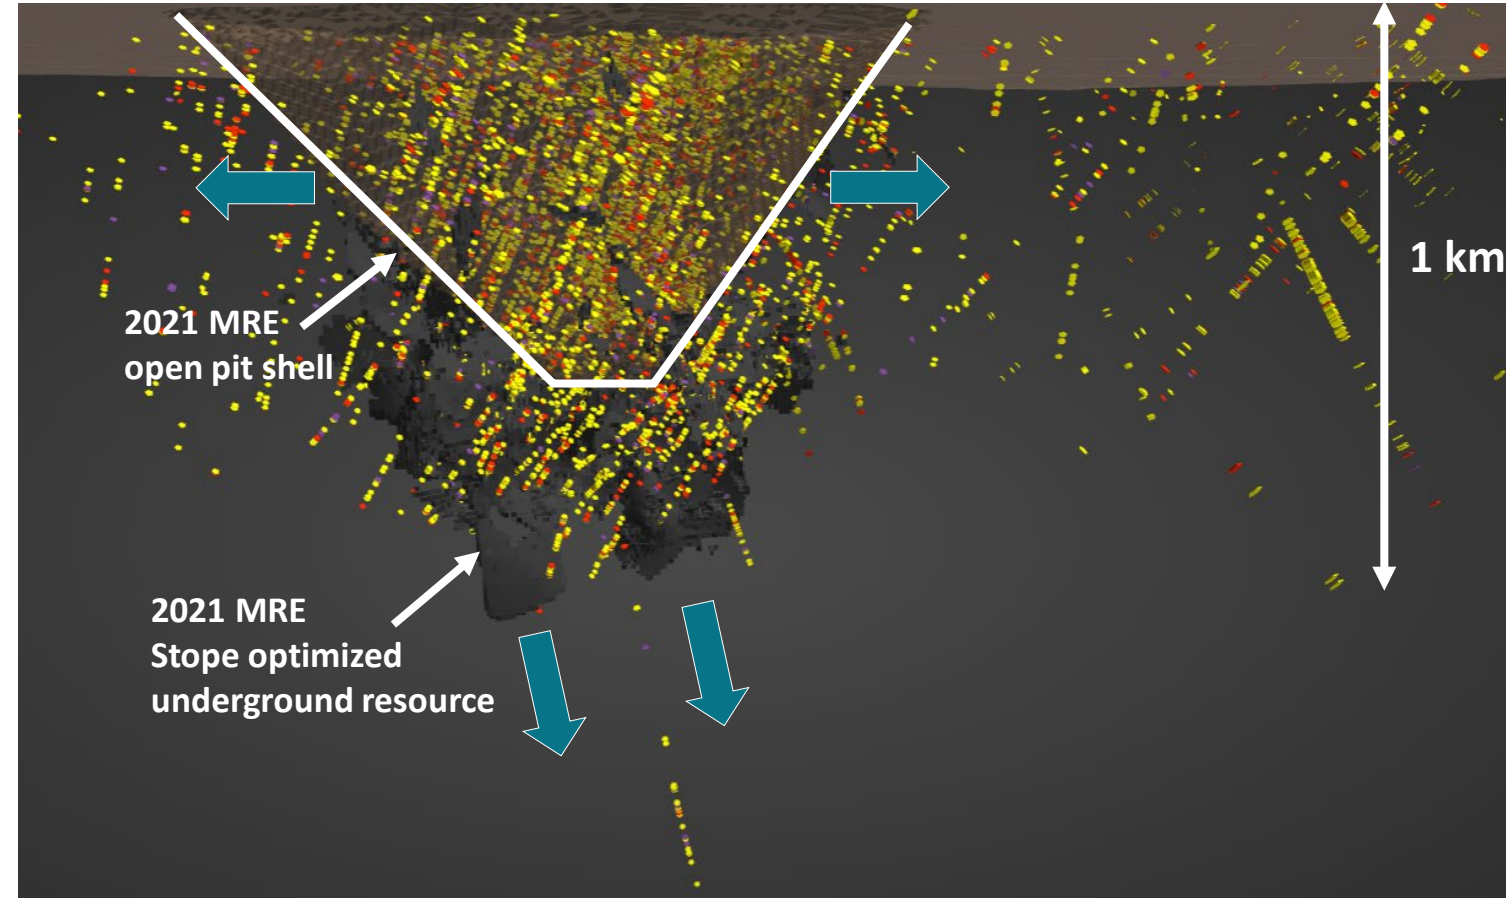 1 km
2021 MRE
open pit shell
2021 MRE
Stope optimized
underground resource